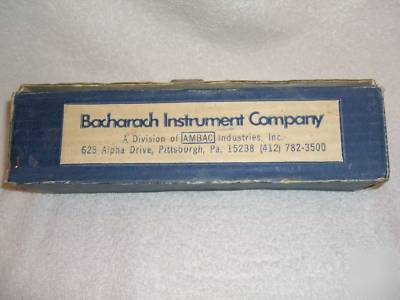 Bacharach Instrument Company
A Division of AMBAC Industries, Inc.
625 Alpha Drive, Pittsburgh, Pa. 15238 (412) 782-3500